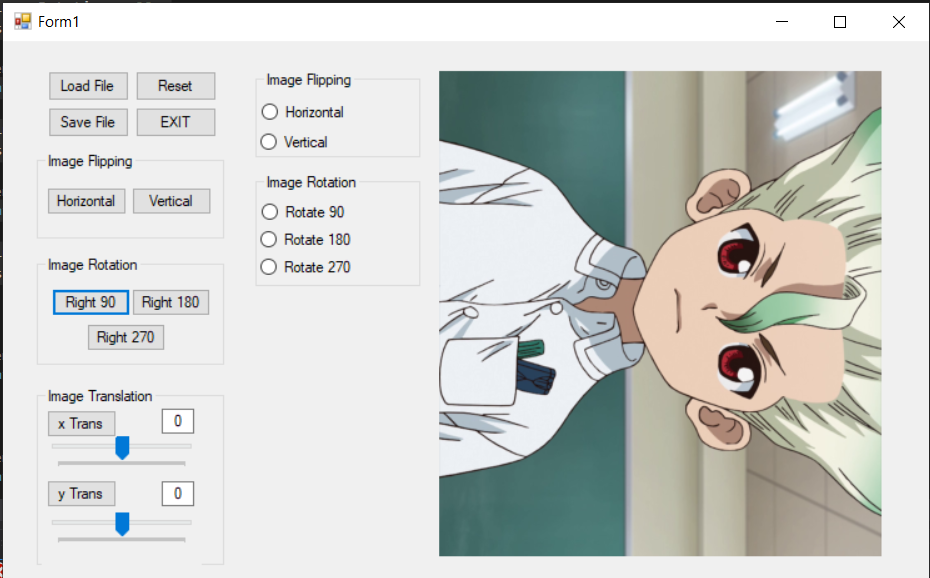 Form1
Load File
Reset
Save File
EXIT
Image Flipping
Horizontal
Vertical
Image Rotation
Right 90
Right 180
Right 270
Image Translation
x Trans
0
y Trans
0
Image Flipping
Horizontal
Vertical
Image Rotation
Rotate 90
Rotate 180
Rotate 270